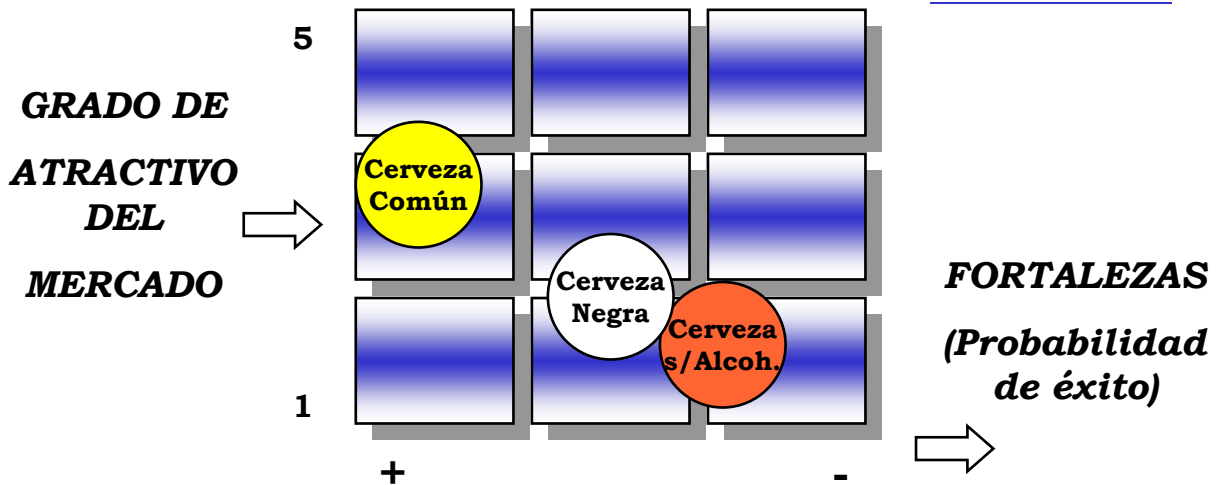 5
GRADO DE
ATRACTIVO
DEL
MERCADO
Cerveza
Común
Cerveza
Negra
Cerveza
s/Alcoh.
1
+
-
FORTALEZAS
(Probabilidad
de éxito)